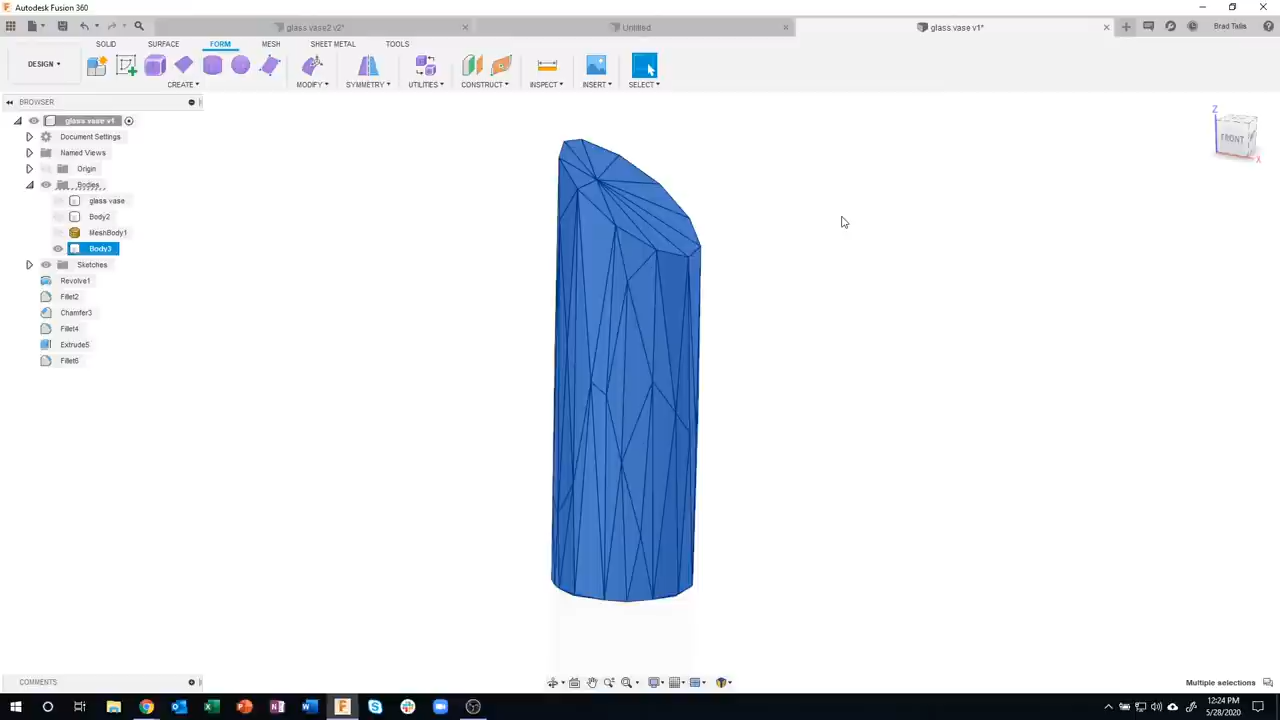 Autodesk Fusion 360
glass vase2 v2*
Untitled
glass vase v1*
Brad Tallis
DESIGN
SOLID
SURFACE
FORM
MESH
SHEET METAL
TOOLS
CREATE
MODIFY
SYMMETRY
UTILITIES
CONSTRUCT
INSPECT
INSERT
SELECT
BROWSER
glass vase v1
Document Settings
Named Views
Origin
Bodies
glass vase
Body2
MeshBody1
Body3
Sketches
Revolve1
Fillet2
Chamfer3
Fillet4
Extrude5
Fillet6
Z
FRONT
X
COMMENTS
Multiple selections
12:24 PM
5/28/2020